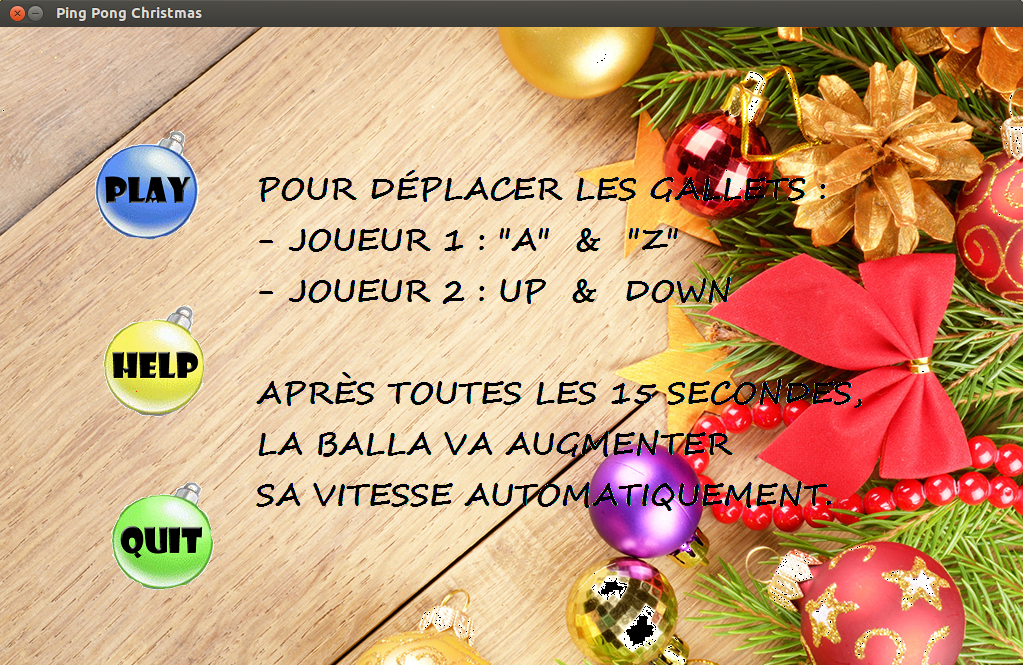 Ping Pong Christmas
PLAY
POUR DÉPLACER LES GALLETS :
- JOUEUR 1 : "A" & "Z"
- JOUEUR 2 : UP & DOWN
HELP
APRÈS TOUTES LES 15 SECONDES,
LA BALLA VA AUGMENTER
SA VITESSE AUTOMATIQUEMENT.
QUIT